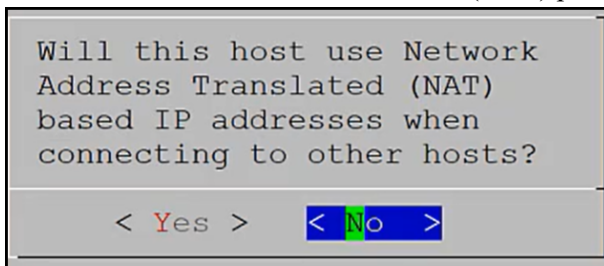 Will this host use Network
Address Translated (NAT)
based IP addresses when
connecting to other hosts?
< Yes > < No >